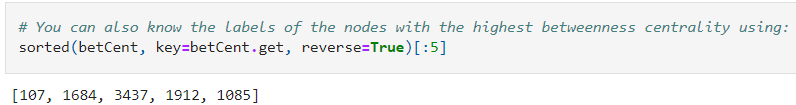 # You can also know the labels of the nodes with the highest betweenness centrality using:
sorted(betCent, key=betCent.get, reverse=True)[:5]
[107, 1684, 3437, 1912, 1085]